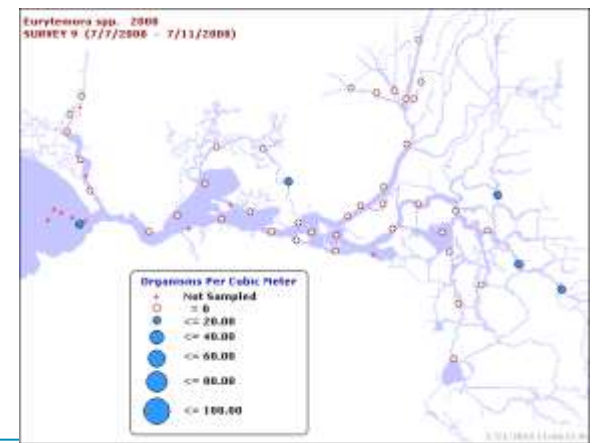 Eurytemora spp. 2008
SURVEY 9 (7/7/2008 - 7/11/2008)
Organisms Per Cubic Meter
Not Sampled
= 0
<= 20.00
<= 40.00
<= 60.00
<= 80.00
<= 100.00